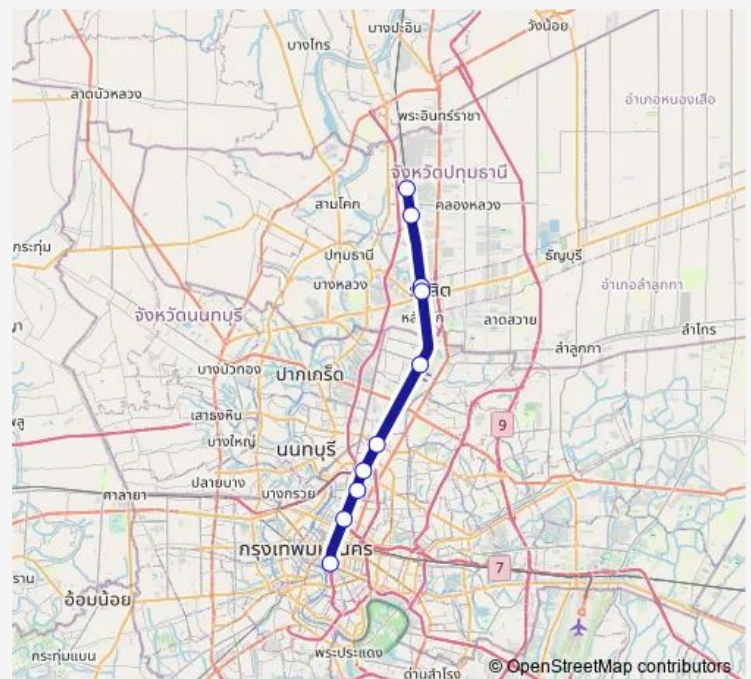 บางปะอิน
วังน้อย
บางไทร
ลาดบัวหลวง
พระอินทร์ราชา
อำเภอหนองเสือ
จังหวัดปทุมธานี
สามโคก
คลองหลวง
กระทุ่ม
ปทุมธานี
ธัญบุรี
บางหลวง
อำเภอลำลูกกา
จังหวัดนนทบุรี
ลาดสวาย
ลำไทร
ลำลูกกา
บางบัวทอง
ปากเกร็ด
เสาธงหิน
พลู
9
บางใหญ่
นนทบุรี
ปลายบาง
ศาลายา
บางกรวย
7
อ้อมน้อย
พระประแดง
กระทุ่มแบน
ด่านสำโรง
© OpenStreetMap contributors